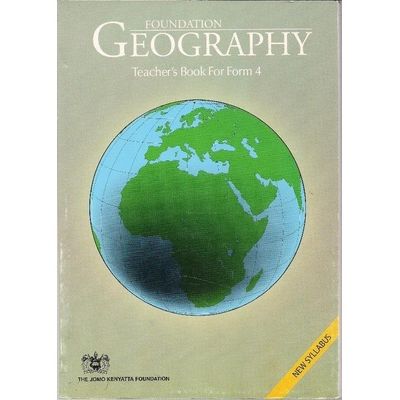 FOUNDATION
GEOGRAPHY
Teacher's Book For Form 4
NEW SYLLABUS
THE JOMO KENYATTA FOUNDATION